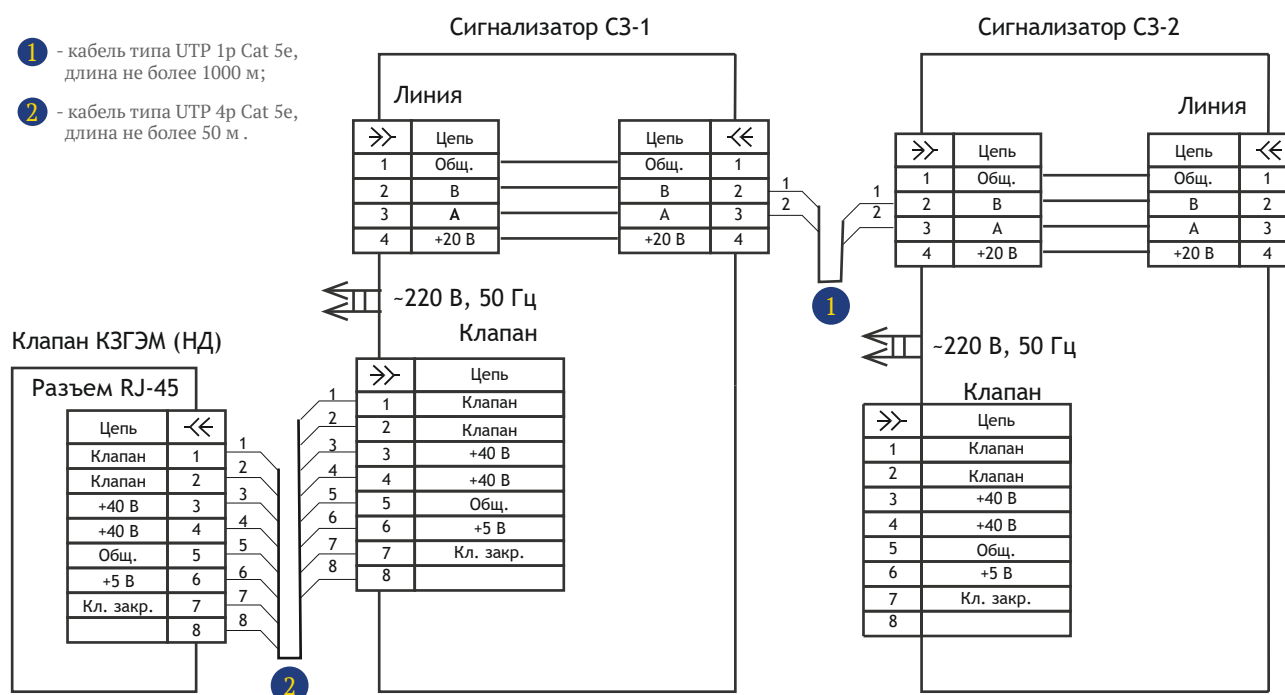 Сигнализатор СЗ-1
Сигнализатор СЗ-2
1 - кабель типа UTP 1р Cat 5e,
длина не более 1000 м;
2 - кабель типа UTP 4р Cat 5e,
длина не более 50 м .
Линия
Цепь
1 Общ.
2 В
3 А
4 +20 В
Цепь
Общ. 1
В 2
А 3
+20 В 4
1
2
1
2
1
Линия
Цепь
1 Общ.
2 В
3 А
4 +20 В
Цепь
Общ. 1
В 2
А 3
+20 В 4
~220 В, 50 Гц
~220 В, 50 Гц
Клапан КЗГЭМ (НД)
Разъем RJ-45
Цепь
Клапан 1
Клапан 2
+40 В 3
+40 В 4
Общ. 5
+5 В 6
Кл. закр. 7
8
1
2
3
4
5
6
7
8
2
1
2
3
4
5
6
7
8
Клапан
Цепь
1 Клапан
2 Клапан
3 +40 В
4 +40 В
5 Общ.
6 +5 В
7 Кл. закр.
8
Клапан
Цепь
1 Клапан
2 Клапан
3 +40 В
4 +40 В
5 Общ.
6 +5 В
7 Кл. закр.
8